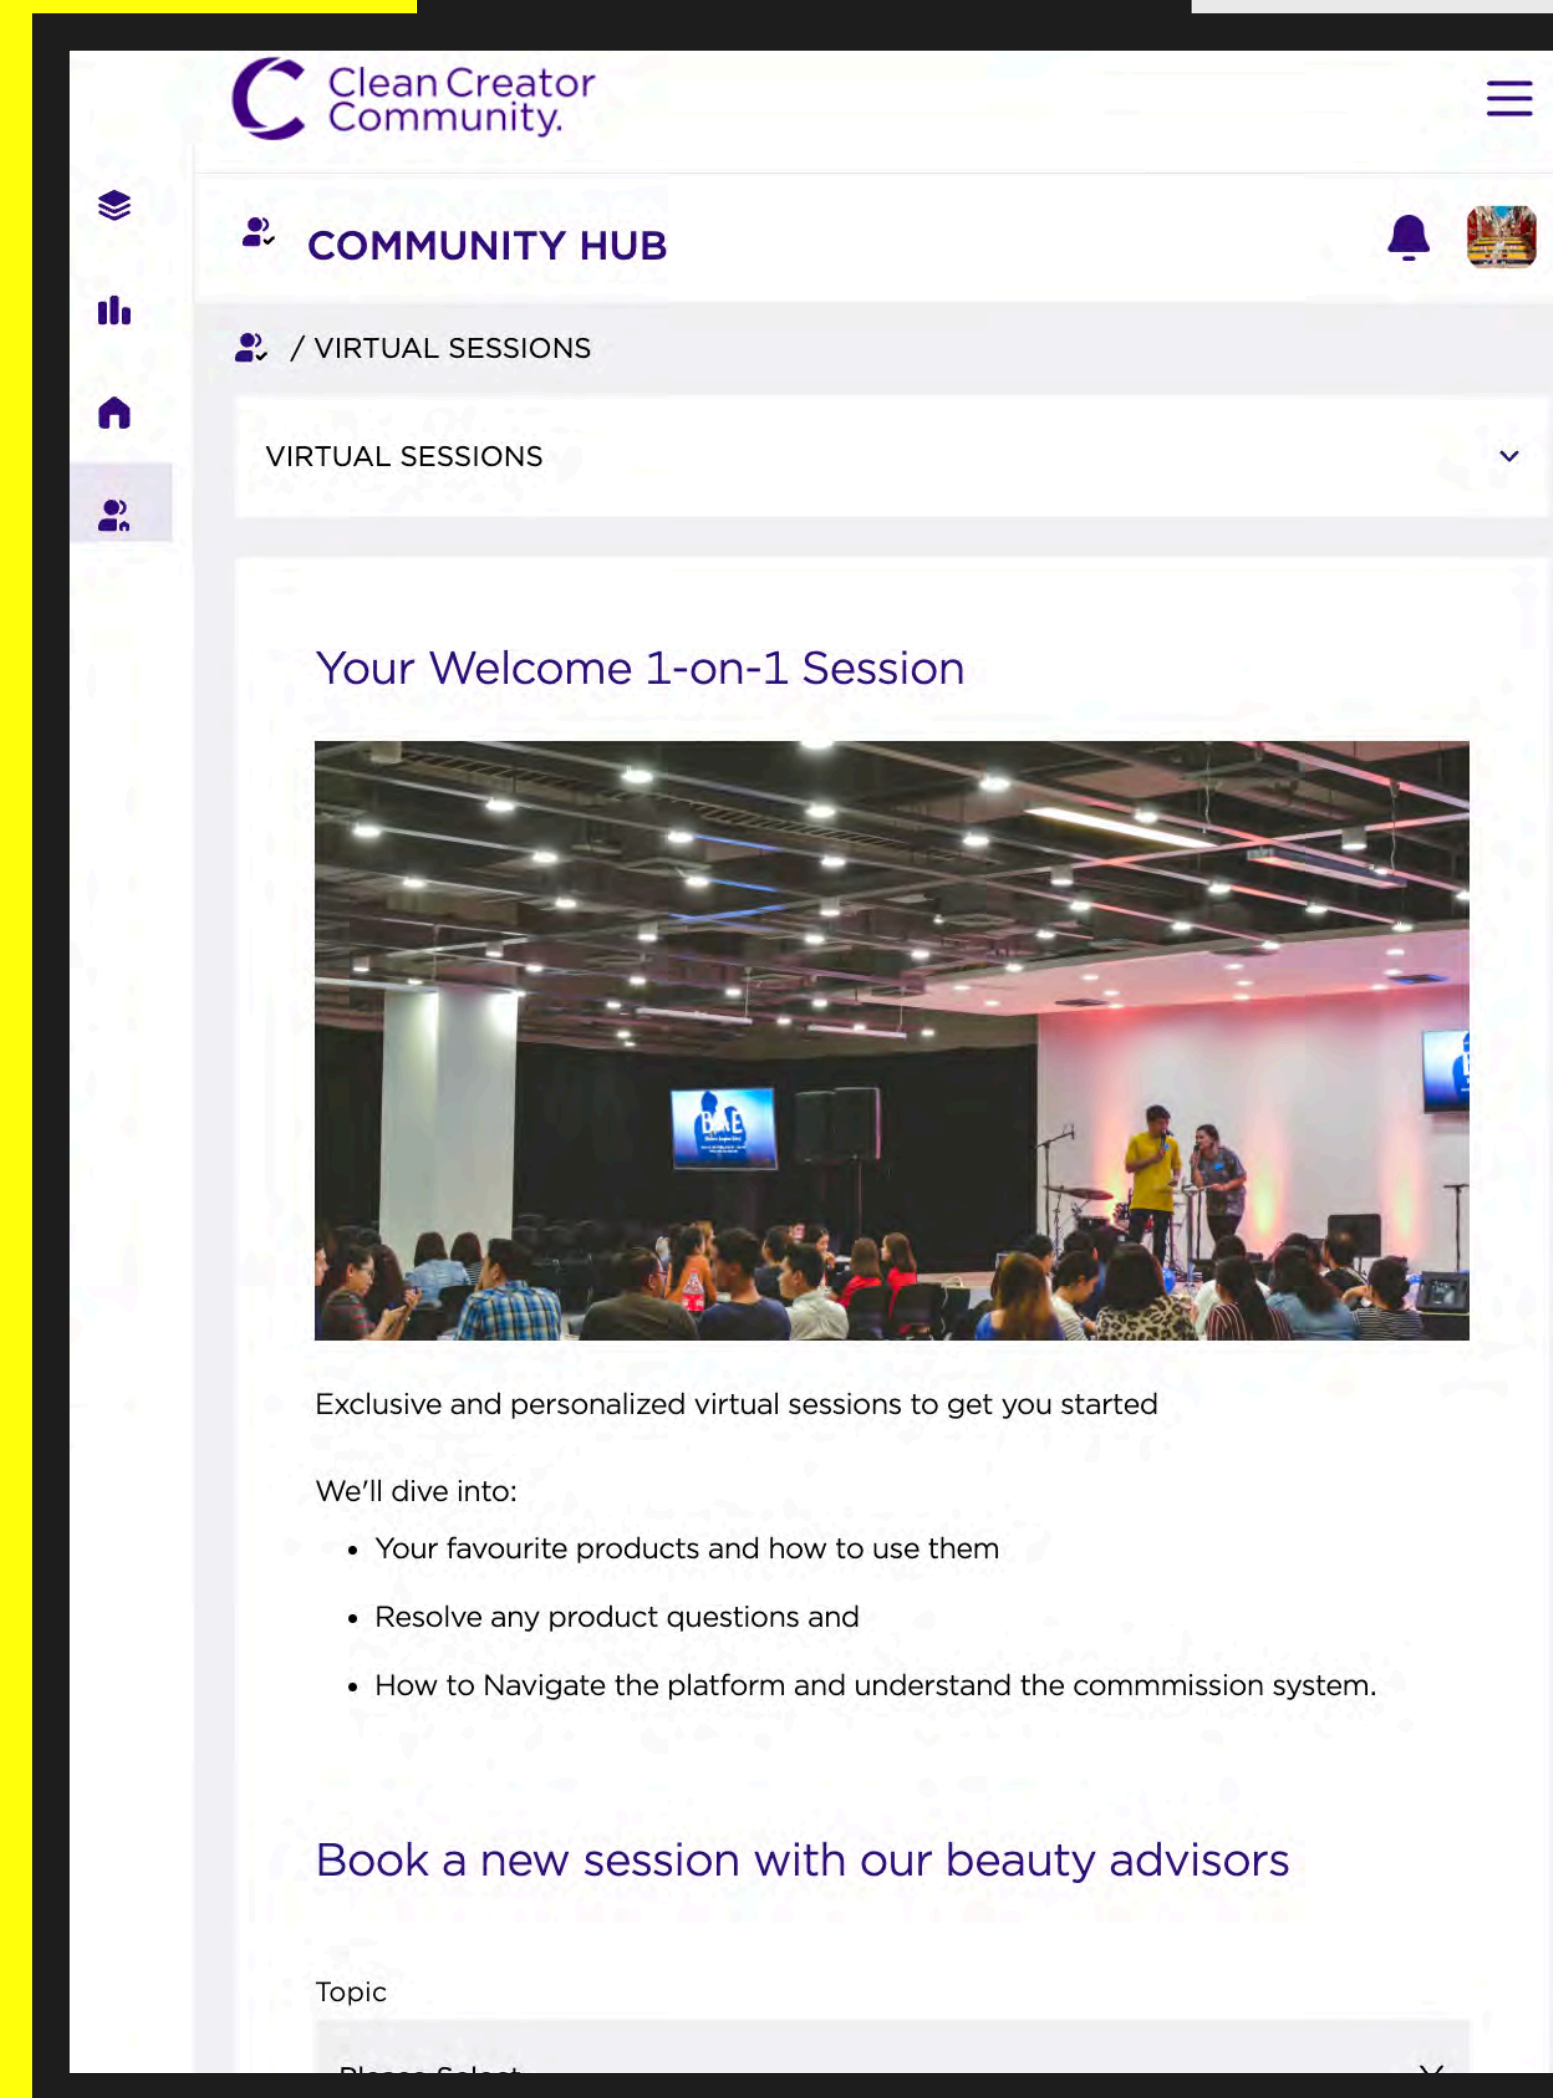 Clean Creator
Community.
COMMUNITY HUB
/ VIRTUAL SESSIONS
VIRTUAL SESSIONS
Your Welcome 1-on-1 Session
Exclusive and personalized virtual sessions to get you started
We'll dive into:
• Your favourite products and how to use them
• Resolve any product questions and
• How to Navigate the platform and understand the commmission system.
Book a new session with our beauty advisors
Topic
Please Select